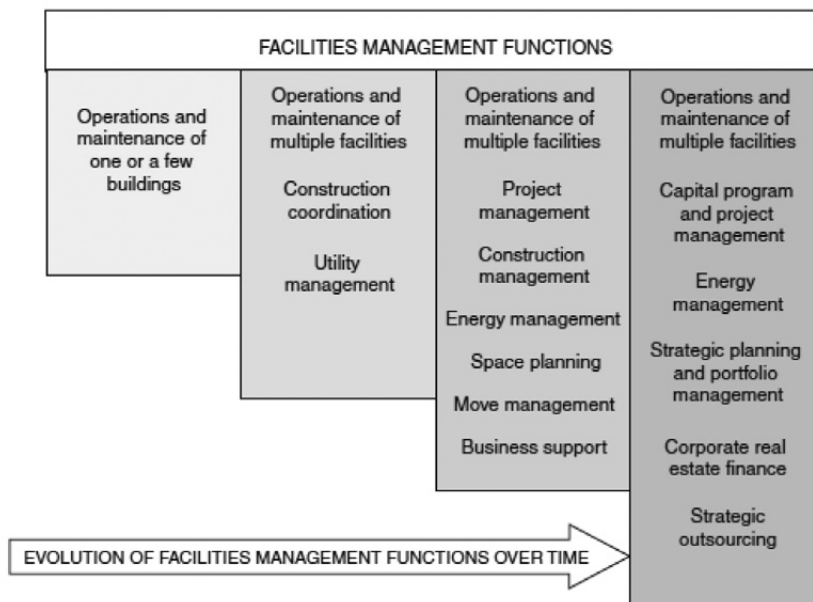 FACILITIES MANAGEMENT FUNCTIONS
Operations and
maintenance of
one or a few
buildings
Operations and
maintenance of
multiple facilities
Construction
coordination
Utility
management
Operations and
maintenance of
multiple facilities
Project
management
Construction
management
Energy management
Space planning
Move management
Business support
Operations and
maintenance of
multiple facilities
Capital program
and project
management
Energy
management
Strategic planning
and portfolio
management
Corporate real
estate finance
Strategic
outsourcing
EVOLUTION OF FACILITIES MANAGEMENT FUNCTIONS OVER TIME